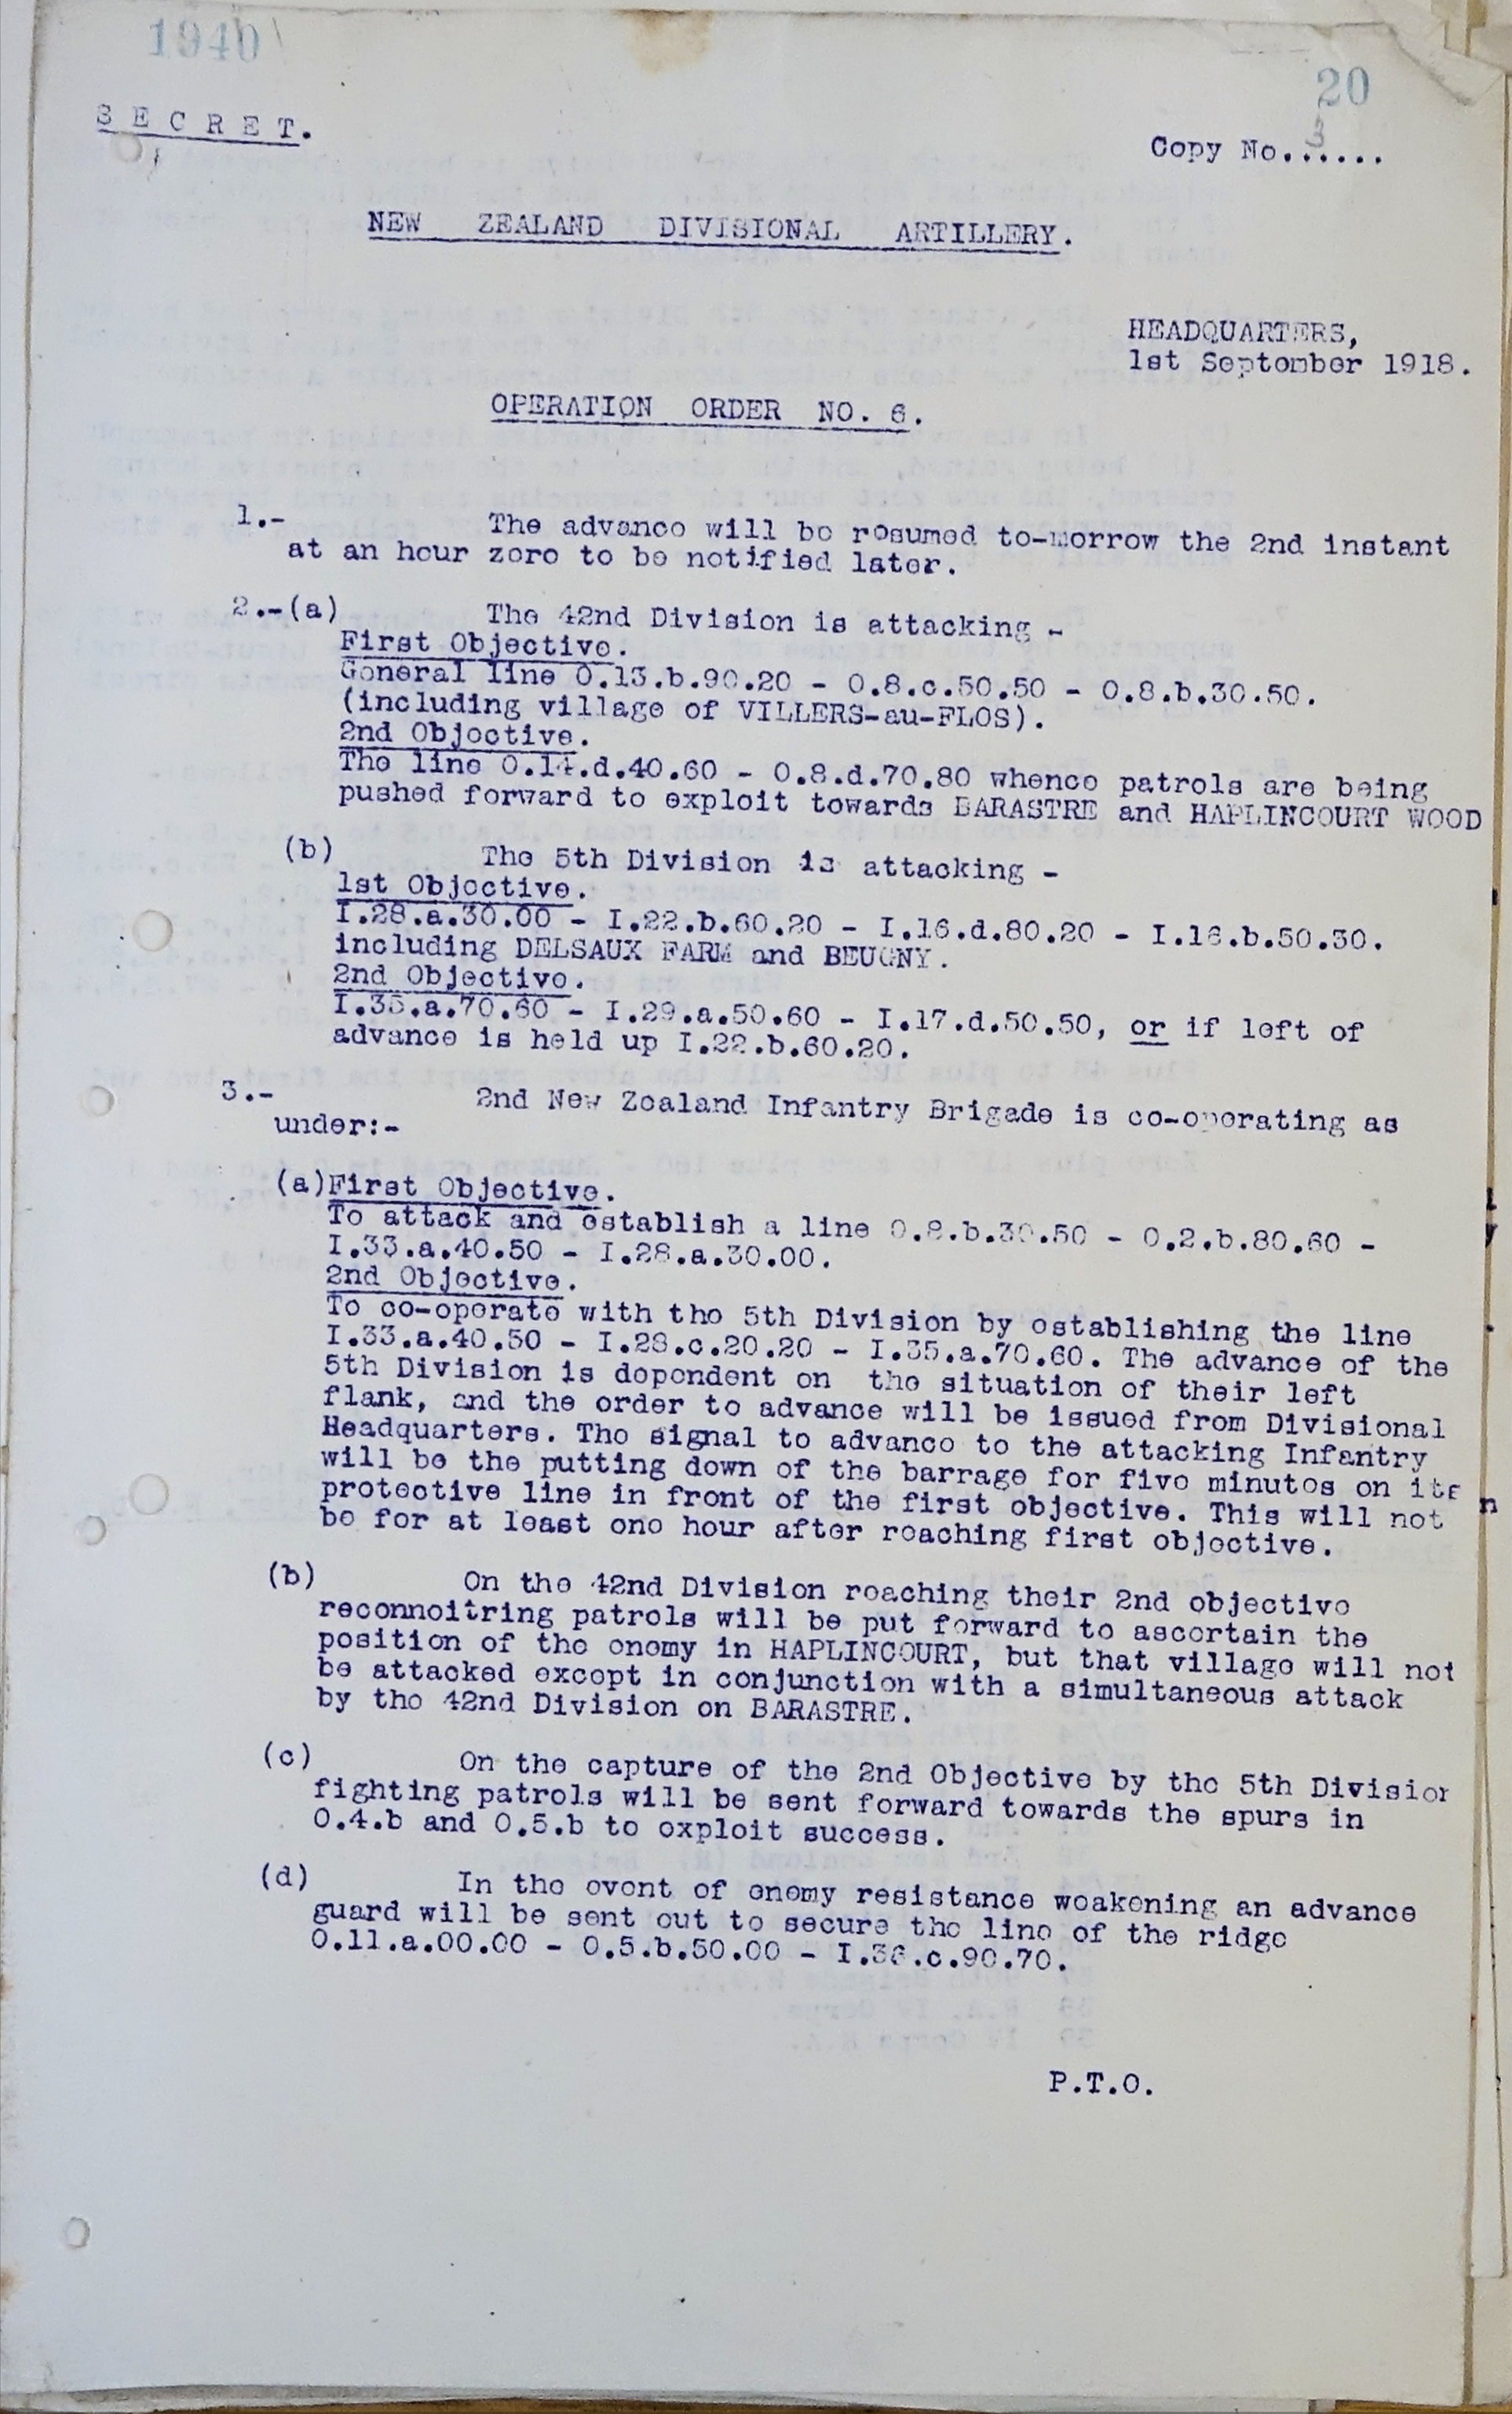 1940
20
SECRET.
Copy No...3...
NEW ZEALAND DIVISIONAL ARTILLERY.
HEADQUARTERS,
1st September 1918.
OPERATION ORDER NO. 6.
1.- The advance will be resumed to-morrow the 2nd instant
at an hour zero to be notified later.
2.-(a) The 42nd Division is attacking -
First Objective.
General line O.13.b.90.20 - O.8.c.50.50 - O.8.b.30.50.
(including village of VILLERS-au-FLOS).
2nd Objective.
The line O.14.d.40.60 - O.8.d.70.80 whence patrols are being
pushed forward to exploit towards BARASTRE and HAPLINCOURT WOOD
(b) The 5th Division is attacking -
1st Objective.
I.28.a.30.00 - I.22.b.60.20 - I.16.d.80.20 - I.16.b.50.30.
including DELSAUX FARM and BEUGNY.
2nd Objective.
I.35.a.70.60 - I.29.a.50.60 - I.17.d.50.50, or if left of
advance is held up I.22.b.60.20.
3.- 2nd New Zealand Infantry Brigade is co-operating as
under:-
(a)First Objective.
To attack and establish a line O.8.b.30.50 - O.2.b.80.60 -
I.33.a.40.50 - I.28.a.30.00.
2nd Objective.
To co-operate with the 5th Division by establishing the line
I.33.a.40.50 - I.28.c.20.20 - I.35.a.70.60. The advance of the
5th Division is dependent on the situation of their left
flank, and the order to advance will be issued from Divisional
Headquarters. The signal to advance to the attacking Infantry
will be the putting down of the barrage for five minutes on its
protective line in front of the first objective. This will not
be for at least one hour after reaching first objective.
(b) On the 42nd Division reaching their 2nd objective
reconnoitring patrols will be put forward to ascertain the
position of the enemy in HAPLINCOURT, but that village will not
be attacked except in conjunction with a simultaneous attack
by the 42nd Division on BARASTRE.
(c) On the capture of the 2nd Objective by the 5th Division
fighting patrols will be sent forward towards the spurs in
O.4.b and O.5.b to exploit success.
(d) In the event of enemy resistance weakening an advance
guard will be sent out to secure the line of the ridge
O.11.a.00.00 - O.5.b.50.00 - I.36.c.90.70.
P.T.O.